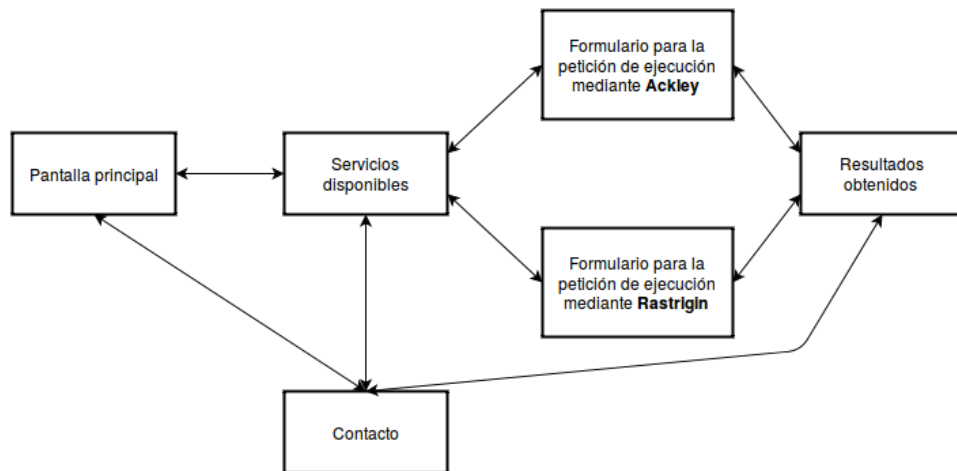 Formulario para la
petición de ejecución
mediante Ackley
Pantalla principal
Servicios
disponibles
Resultados
obtenidos
Formulario para la
petición de ejecución
mediante Rastrigin
Contacto